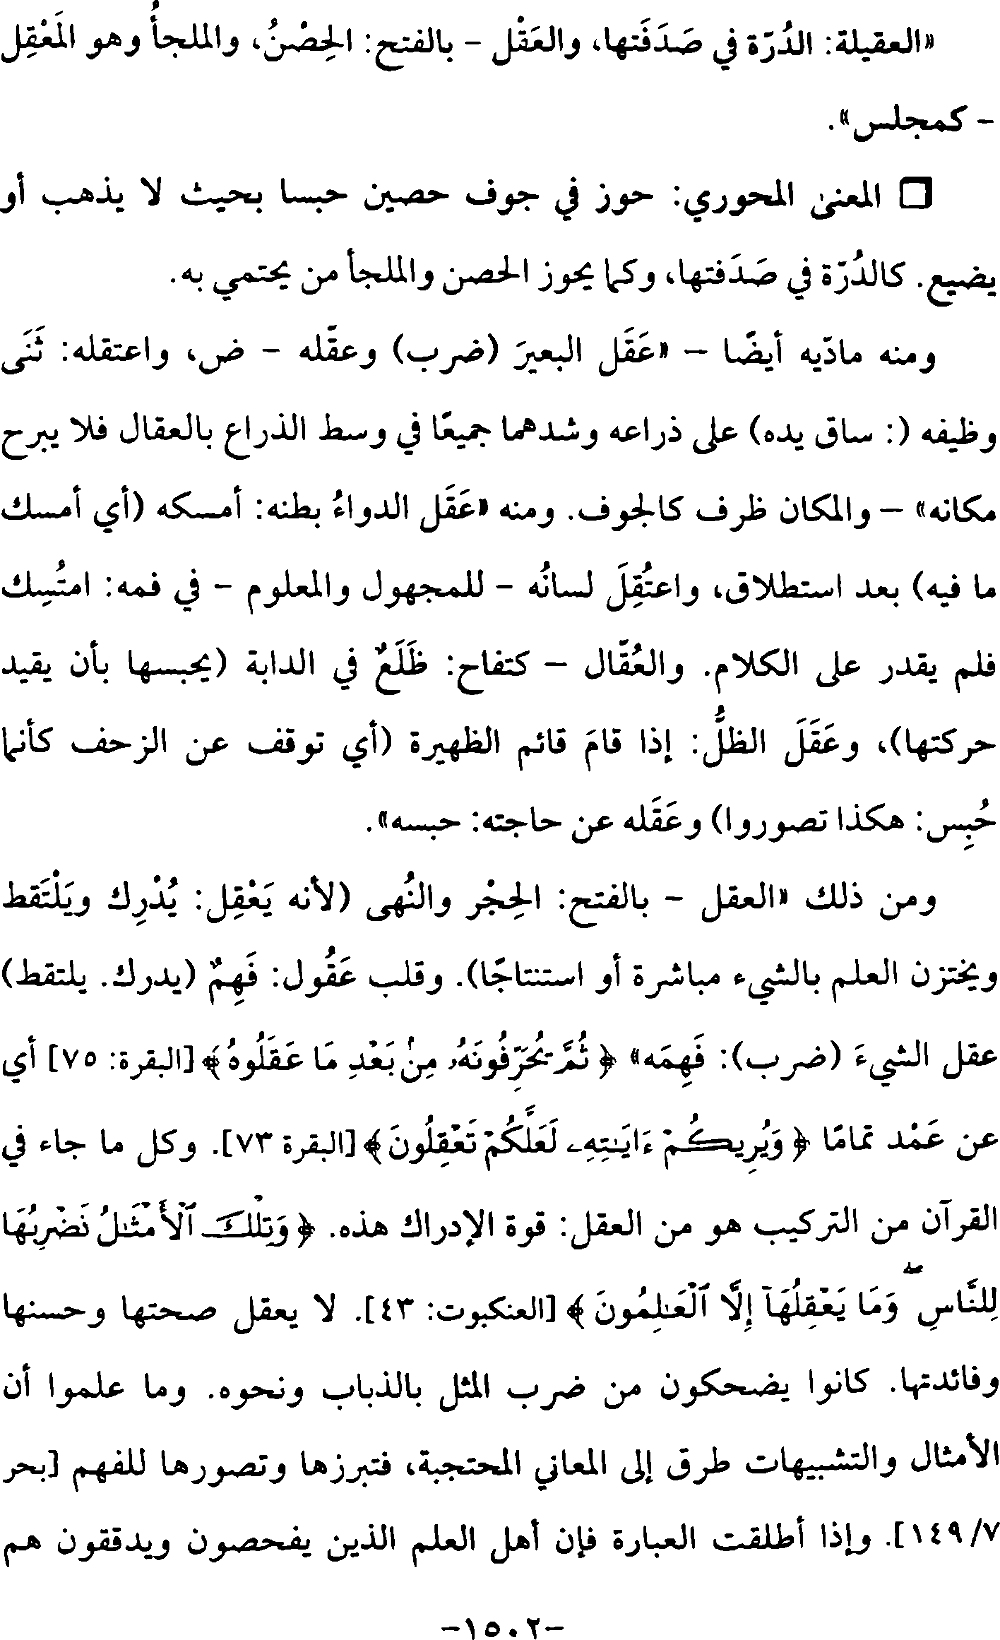 «العقيلة: الدُرّة في صَدَفَتها، والعَقْل – بالفتح: الحِصْنُ، والملجأُ وهو المَعْقِل
– كمجلس».
□ المعنى المحوري: حوز في جوف حصين حبسا بحيث لا يذهب أو
يضيع. كالدُرّة في صَدَفتها، وكما يحوز الحصن والملجأ من يحتمي به.
ومنه مادّيه أيضًا – «عَقَل البعيرَ (ضرب) وعقّله – ض، واعتقله: ثَنَى
وظيفه (: ساق يده) على ذراعه وشدهما جميعًا في وسط الذراع بالعقال فلا يبرح
مكانه» – والمكان ظرف كالجوف. ومنه «عَقَل الدواءُ بطنه: أمسكه (أي أمسك
ما فيه) بعد استطلاق، واعتُقِلَ لسانُه – للمجهول والمعلوم – في فمه: امتُسِك
فلم يقدر على الكلام. والعُقّال – كتفاح: ظَلَعٌ في الدابة (يحبسها بأن يقيد
حركتها)، وعَقَلَ الظلُّ: إذا قامَ قائم الظهيرة (أي توقف عن الزحف كأنما
حُبِس: هكذا تصوروا) وعَقَله عن حاجته: حبسه».
ومن ذلك «العقل – بالفتح: الحِجْر والنُهى (لأنه يَعْقِل: يُدْرِك ويَلْتَقط
ويختزن العلم بالشيء مباشرة أو استنتاجًا). وقلب عَقُول: فَهِمٌ (يدرك. يلتقط)
عقل الشيءَ (ضرب): فَهِمَه» ﴿ثُمَّ يُحَرِّفُونَهُۥ مِنۢ بَعْدِ مَا عَقَلُوهُ﴾ [البقرة: ٧٥] أي
عن عَمْد تمامًا ﴿وَيُرِيكُمْ ءَايَـٰتِهِۦ لَعَلَّكُمْ تَعْقِلُونَ﴾ [البقرة ٧٣]. وكل ما جاء في
القرآن من التركيب هو من العقل: قوة الإدراك هذه. ﴿وَتِلْكَ ٱلْأَمْثَـٰلُ نَضْرِبُهَا
لِلنَّاسِ ۖ وَمَا يَعْقِلُهَآ إِلَّا ٱلْعَـٰلِمُونَ﴾ [العنكبوت: ٤٣]. لا يعقل صحتها وحسنها
وفائدتها. كانوا يضحكون من ضرب المثل بالذباب ونحوه. وما علموا أن
الأمثال والتشبيهات طرق إلى المعاني المحتجبة، فتبرزها وتصورها للفهم [بحر
٧/ ١٤٩]. وإذا أطلقت العبارة فإن أهل العلم الذين يفحصون ويدققون هم
–١٥٠٢–